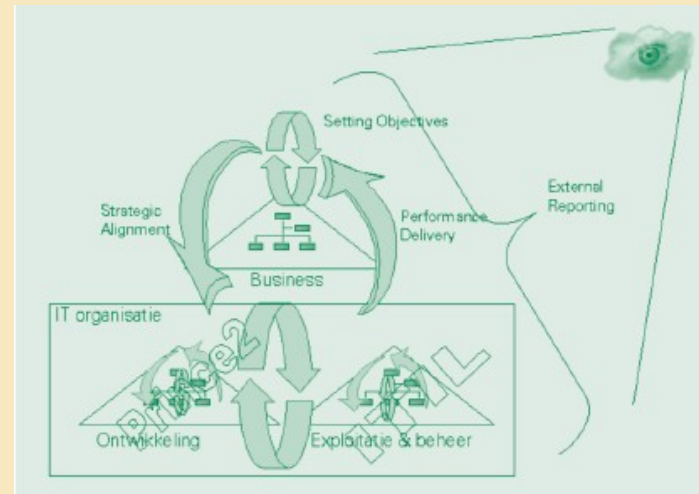 Setting Objectives
Strategic
Alignment
Performance
Delivery
External
Reporting
Business
IT organisatie
Prince2
ITIL
Ontwikkeling
Exploitatie & beheer